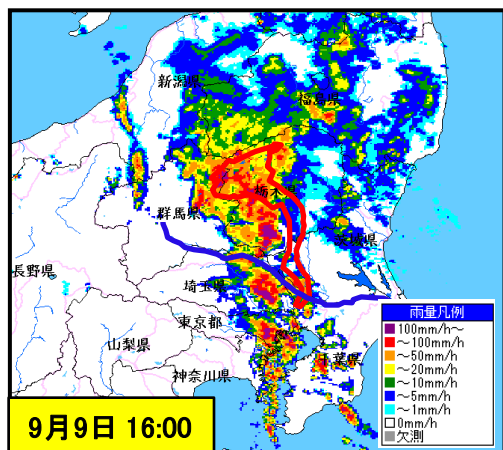 新潟県
福島県
栃木県
群馬県
茨城県
長野県
埼玉県
東京都
山梨県
千葉県
神奈川県
雨量凡例
100mm/h～
～100mm/h
～50mm/h
～20mm/h
～10mm/h
～5mm/h
～1mm/h
0mm/h
欠測
9月9日 16:00